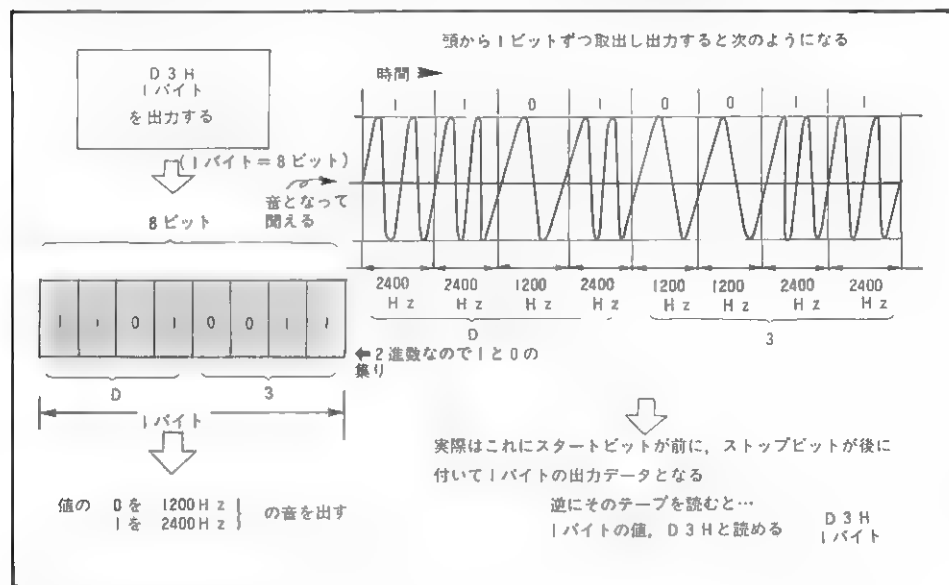 D3H
1バイト
を出力する
(1バイト=8ビット)
音となって
聞える
8ビット
1 1 0 1 0 0 1 1
D 3
←2進数なので1と0の
集り
1バイト
値の 0を 1200Hz
1を 2400Hz
の音を出す
頭から1ビットずつ取出し出力すると次のようになる
時間
1 1 0 1 0 0 1 1
2400 2400 1200 2400 1200 1200 2400 2400
Hz Hz Hz Hz Hz Hz Hz Hz
D 3
実際はこれにスタートビットが前に,ストップビットが後に
付いて1バイトの出力データとなる
逆にそのテープを読むと…
1バイトの値,D3Hと読める
D3H
1バイト